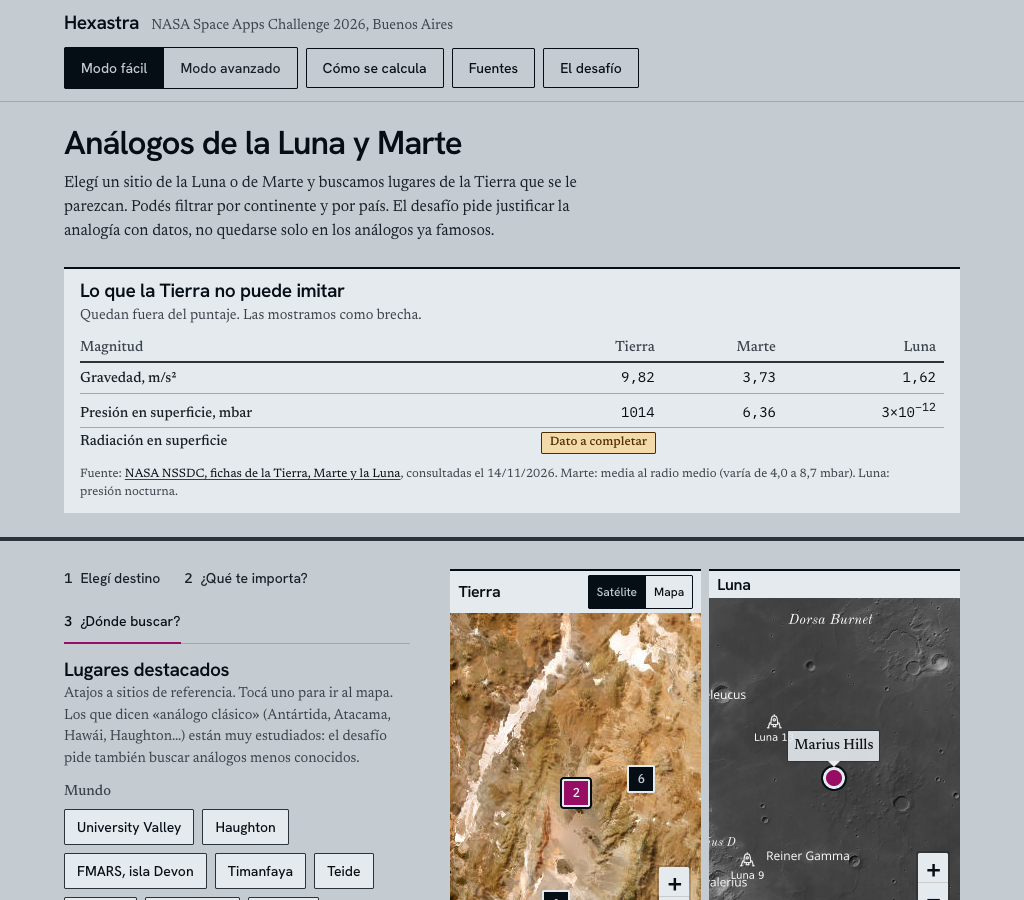 Hexastra NASA Space Apps Challenge 2026, Buenos Aires
Modo fácil Modo avanzado Cómo se calcula Fuentes El desafío
Análogos de la Luna y Marte
Elegí un sitio de la Luna o de Marte y buscamos lugares de la Tierra que se le
parezcan. Podés filtrar por continente y por país. El desafío pide justificar la
analogía con datos, no quedarse solo en los análogos ya famosos.
Lo que la Tierra no puede imitar
Quedan fuera del puntaje. Las mostramos como brecha.
Magnitud Tierra Marte Luna
Gravedad, m/s² 9,82 3,73 1,62
Presión en superficie, mbar 1014 6,36 3×10⁻¹²
Radiación en superficie Dato a completar
Fuente: NASA NSSDC, fichas de la Tierra, Marte y la Luna, consultadas el 14/11/2026. Marte: media al radio medio (varía de 4,0 a 8,7 mbar). Luna:
presión nocturna.
1 Elegí destino 2 ¿Qué te importa?
3 ¿Dónde buscar?
Lugares destacados
Atajos a sitios de referencia. Tocá uno para ir al mapa.
Los que dicen «análogo clásico» (Antártida, Atacama,
Hawái, Haughton…) están muy estudiados: el desafío
pide también buscar análogos menos conocidos.
Mundo
University Valley Haughton
FMARS, isla Devon Timanfaya Teide
Tierra Satélite Mapa
6
2
+
Luna
Dorsa Burnet
eleucus
Luna 1
Marius Hills
us D
Reiner Gamma
Luna 9
valerius
+